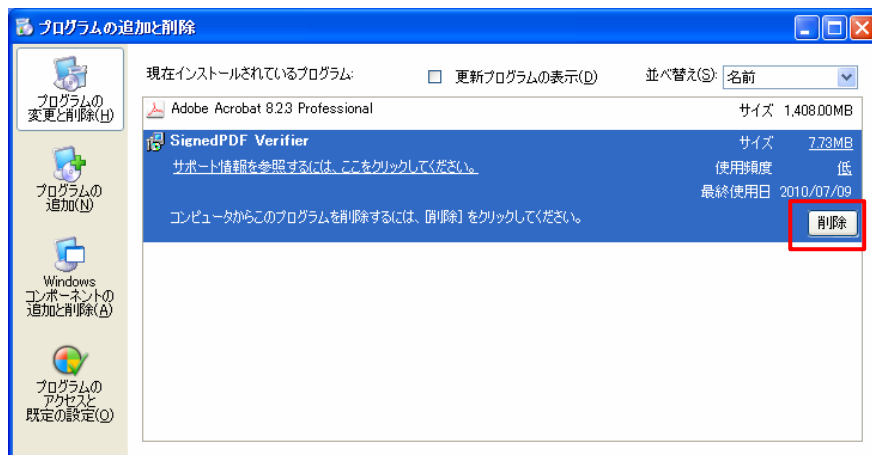 プログラムの追加と削除
現在インストールされているプログラム:
更新プログラムの表示(D)
並べ替え(S):
名前
プログラムの
変更と削除(H)
Adobe Acrobat 8.2.3 Professional
サイズ 1,408.00MB
SignedPDF Verifier
サイズ 7.73MB
サポート情報を参照するには、ここをクリックしてください。
使用頻度 低
最終使用日 2010/07/09
コンピュータからこのプログラムを削除するには、[削除] をクリックしてください。
削除
プログラムの
追加(N)
Windows
コンポーネントの
追加と削除(A)
プログラムの
アクセスと
既定の設定(O)